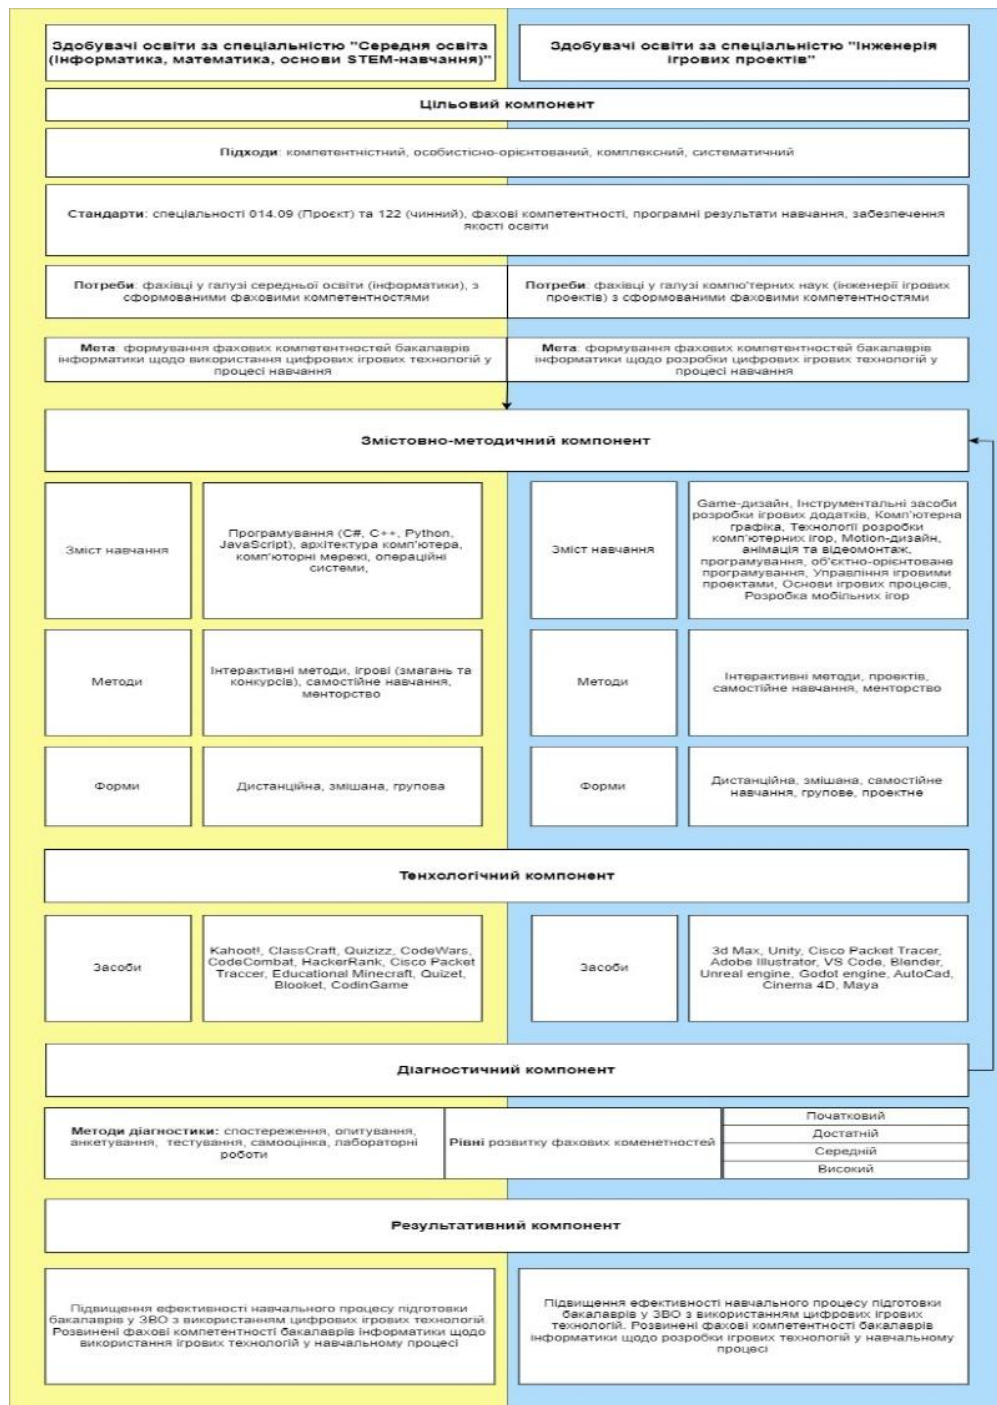 Здобувачі освіти за спеціальністю "Середня освіта
(Інформатика, математика, основи STEM-навчання)"
Здобувачі освіти за спеціальністю "Інженерія
ігрових проектів"
Цільовий компонент
Підходи: компетентністний, особистісно-орієнтований, комплексний, систематичний
Стандарти: спеціальності 014.09 (Проєкт) та 122 (чинний), фахові компетентності, програмні результати навчання, забезпечення
якості освіти
Потреби: фахівці у галузі середньої освіти (інформатики), з
сформованими фаховими компетентностями
Потреби: фахівці у галузі компю'терних наук (інженерії ігрових
проектів) з сформованими фаховими компетентностями
Мета: формування фахових компетентностей бакалаврів
інформатики щодо використання цифрових ігрових технологій у
процесі навчання
Мета: формування фахових компетентностей бакалаврів
інформатики щодо розробки цифрових ігрових технологій у
процесі навчання
Змістовно-методичний компонент
Зміст навчання
Програмування (C#, C++, Python,
JavaScript), архітектура комп'ютера,
комп'юторні мережі, операційні
системи,
Зміст навчання
Game-дизайн, Інструментальні засоби
розробки ігрових додатків, Комп'ютерна
графіка, Технології розробки
комп'ютерних ігор, Motion-дизайн,
анімація та відеомонтаж,
програмування, об'єктно-орієнтоване
програмування, Управління ігровими
проектами, Основи ігрових процесів,
Розробка мобільних ігор
Методи
Інтерактивні методи, ігрові (змагань та
конкурсів), самостійне навчання,
менторство
Методи
Інтерактивні методи, проектів,
самостійне навчання, менторство
Форми
Дистанційна, змішана, групова
Форми
Дистанційна, змішана, самостійне
навчання, групове, проектне
Тенхологічний компонент
Засоби
Kahoot!, ClassCraft, Quizizz, CodeWars,
CodeCombat, HackerRank, Cisco Packet
Traccer, Educational Minecraft, Quizet,
Blooket, CodinGame
Засоби
3d Max, Unity, Cisco Packet Tracer,
Adobe Illustrator, VS Code, Blender,
Unreal engine, Godot engine, AutoCad,
Cinema 4D, Maya
Діагностичний компонент
Методи діагностики: спостереження, опитування,
анкетування, тестування, самооцінка, лабораторні
роботи
Рівні розвитку фахових коменетностей
Початковий
Достатній
Середній
Високий
Результативний компонент
Підвищення ефективності навчального процесу підготовки
бакалаврів у ЗВО з використанням цифрових ігрових технологій.
Розвинені фахові компетентності бакалаврів інформатики щодо
використання ігрових технологій у навчальному процесі
Підвищення ефективності навчального процесу підготовки
бакалаврів у ЗВО з використанням цифрових ігрових
технологій. Розвинені фахові компетентності бакалаврів
інформатики щодо розробки ігрових технологій у навчальному
процесі